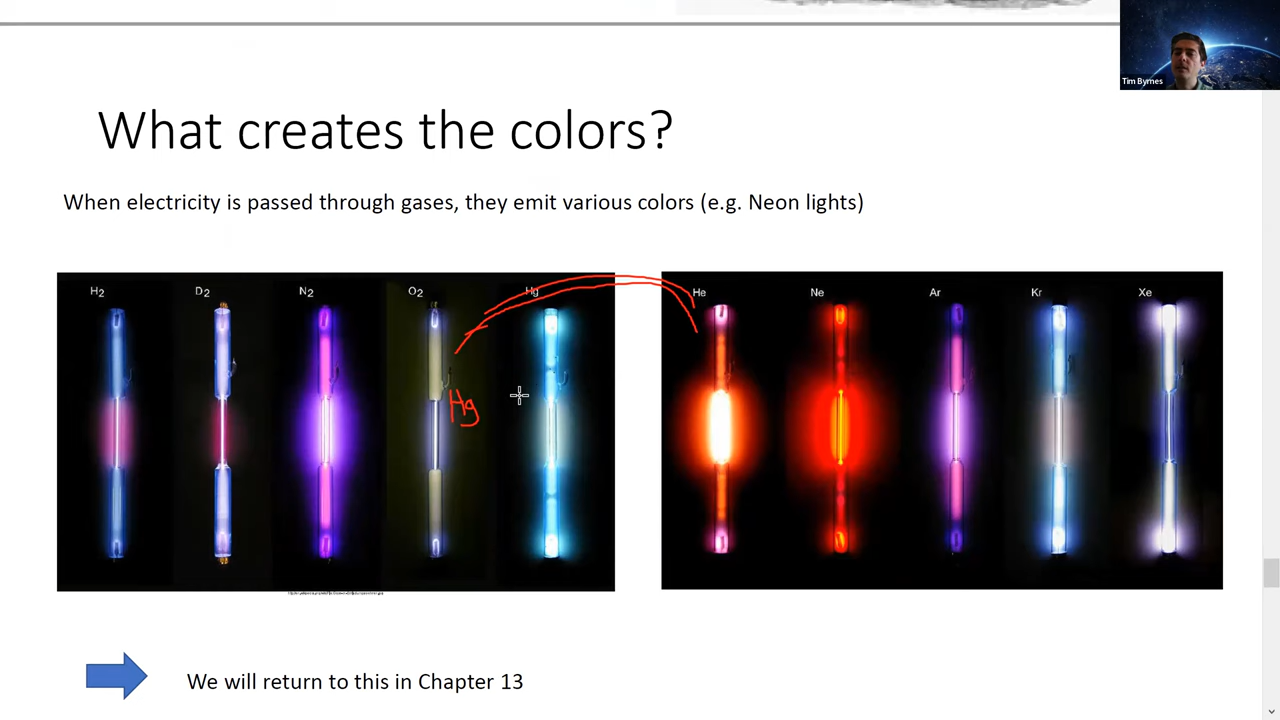 Tim Byrnes
What creates the colors?
When electricity is passed through gases, they emit various colors (e.g. Neon lights)
H2 D2 N2 O2 Hg
He Ne Ar Kr Xe
Hg
We will return to this in Chapter 13